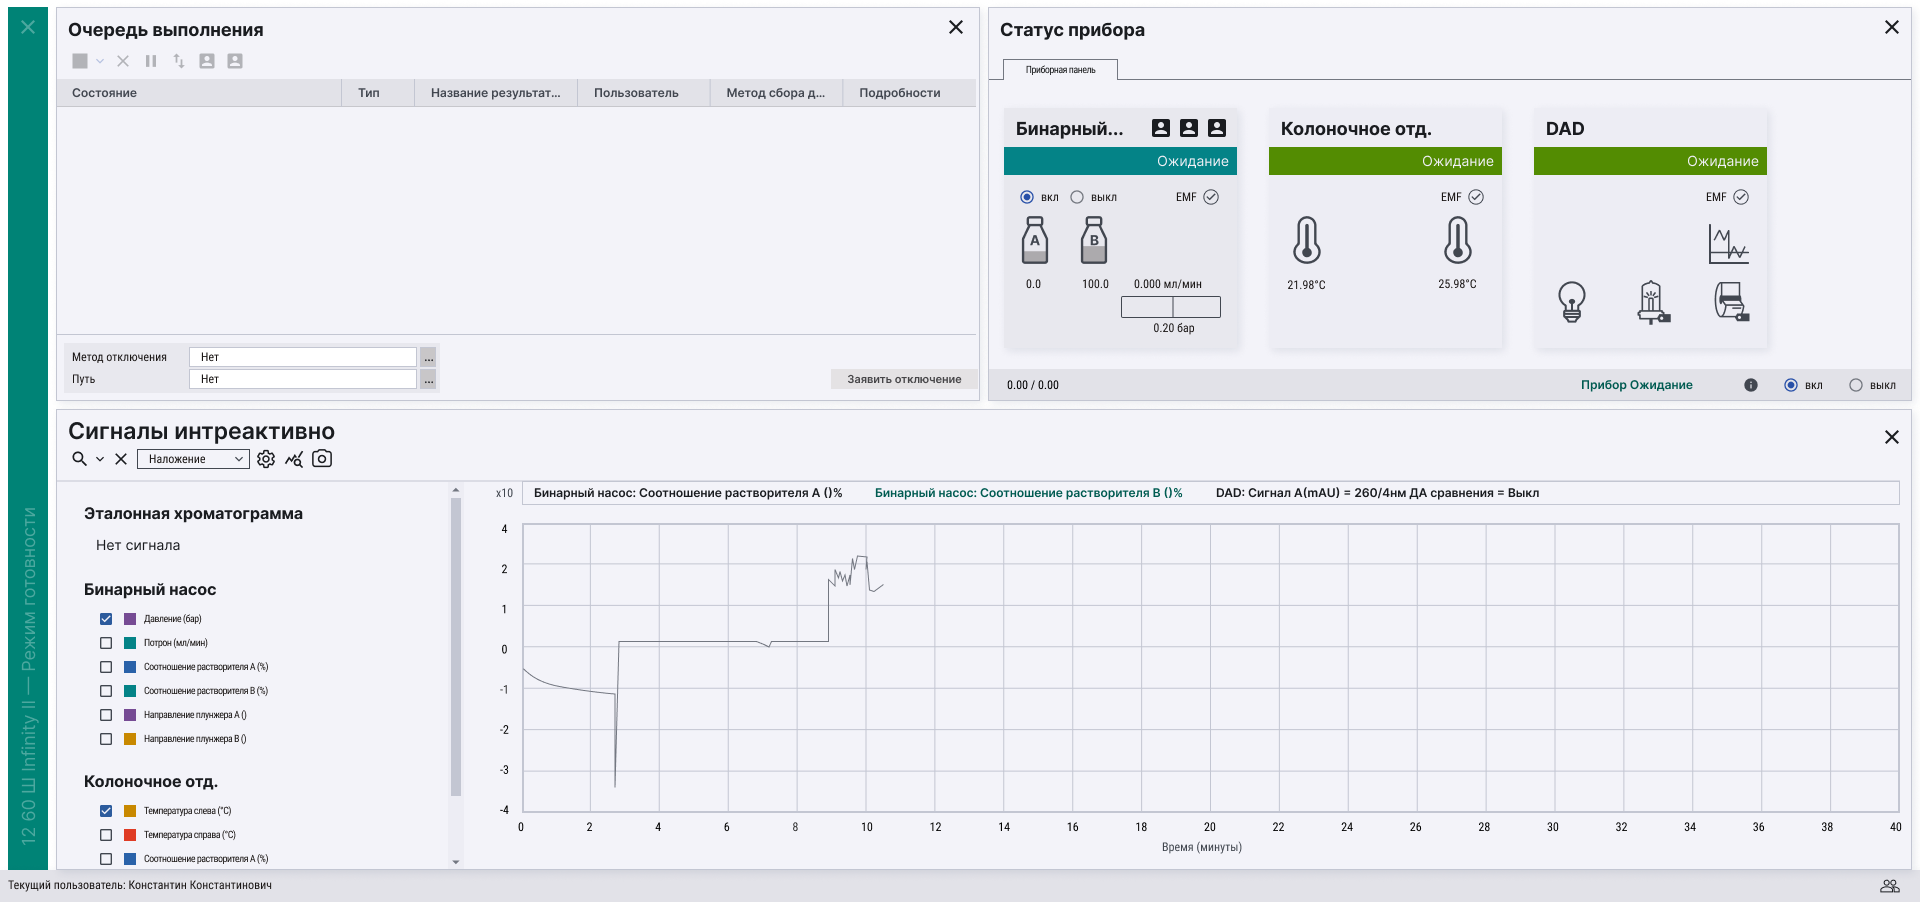 12 60 Ш Infinity II — Режим готовности
Очередь выполнения
Состояние
Тип
Название результат...
Пользователь
Метод сбора д...
Подробности
Метод отключения
Нет
...
Путь
Нет
...
Заявить отключение
Статус прибора
Приборная панель
Бинарный...
Ожидание
вкл
выкл
EMF
A
B
0.0
100.0
0.000 мл/мин
0.20 бар
Колоночное отд.
Ожидание
EMF
21.98°C
25.98°C
DAD
Ожидание
EMF
0.00 / 0.00
Прибор Ожидание
вкл
выкл
Сигналы интреактивно
Наложение
Эталонная хроматограмма
Нет сигнала
Бинарный насос
Давление (бар)
Потрон (мл/мин)
Соотношение растворителя А (%)
Соотношение растворителя В (%)
Направление плунжера А ()
Направление плунжера В ()
Колоночное отд.
Температура слева (°C)
Температура справа (°C)
Соотношение растворителя А (%)
x10
Бинарный насос: Соотношение растворителя А ()%
Бинарный насос: Соотношение растворителя В ()%
DAD: Сигнал А(mAU) = 260/4нм ДА сравнения = Выкл
4
2
1
0
-1
-2
-3
-4
0 2 4 6 8 10 12 14 16 18 20 22 24 26 28 30 32 34 36 38 40
Время (минуты)
Текущий пользователь: Константин Константинович